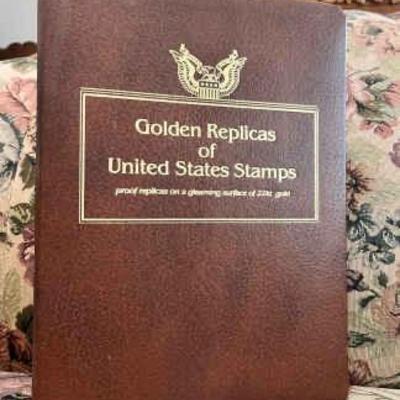 Golden Replicas
of
United States Stamps
proof replicas on a gleaming surface of 22kt. gold